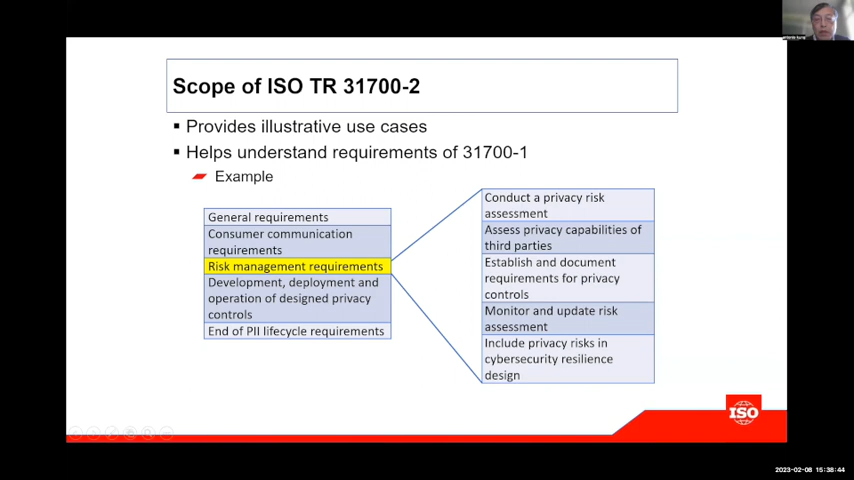 Scope of ISO TR 31700-2
Provides illustrative use cases
Helps understand requirements of 31700-1
Example
General requirements
Consumer communication
requirements
Risk management requirements
Development, deployment and
operation of designed privacy
controls
End of PII lifecycle requirements
Conduct a privacy risk
assessment
Assess privacy capabilities of
third parties
Establish and document
requirements for privacy
controls
Monitor and update risk
assessment
Include privacy risks in
cybersecurity resilience
design
ISO
2023-02-08 15:38:44